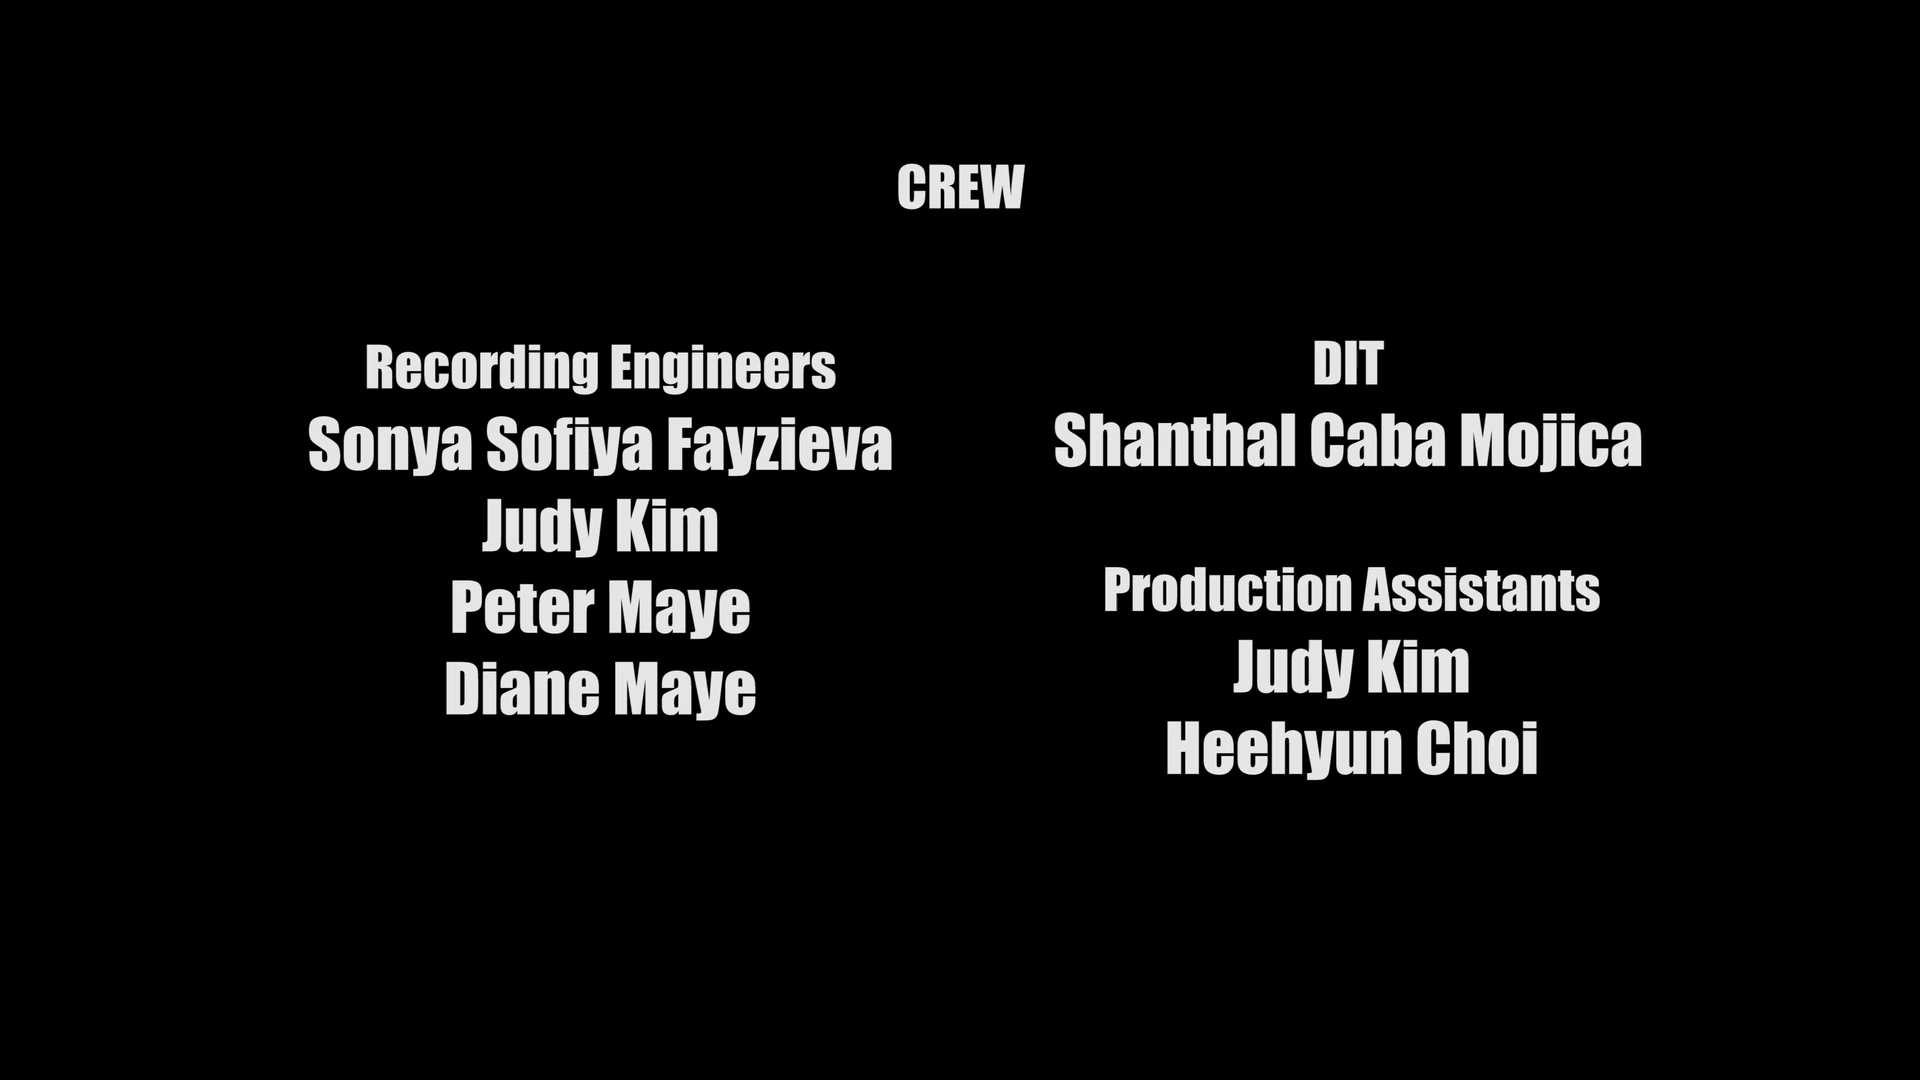 CREW
Recording Engineers
Sonya Sofiya Fayzieva
Judy Kim
Peter Maye
Diane Maye
DIT
Shanthal Caba Mojica
Production Assistants
Judy Kim
Heehyun Choi